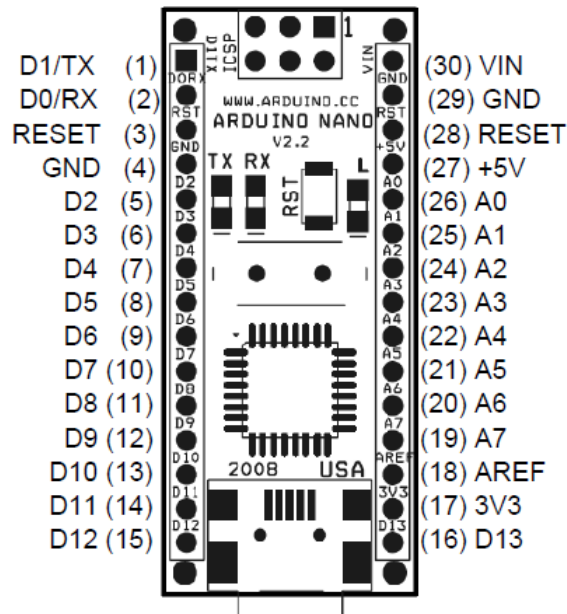 D1/TX (1)
D0/RX (2)
RESET (3)
GND (4)
D2 (5)
D3 (6)
D4 (7)
D5 (8)
D6 (9)
D7 (10)
D8 (11)
D9 (12)
D10 (13)
D11 (14)
D12 (15)
D1TX
ICSP
1
VIN
D0RX
RST
GND
D2
D3
D4
D5
D6
D7
D8
D9
D10
D11
D12
WWW.ARDUINO.CC
ARDUINO NANO
V2.2
TX RX
RST
L
2008 USA
GND
RST
+5V
A0
A1
A2
A3
A4
A5
A6
A7
AREF
3V3
D13
(30) VIN
(29) GND
(28) RESET
(27) +5V
(26) A0
(25) A1
(24) A2
(23) A3
(22) A4
(21) A5
(20) A6
(19) A7
(18) AREF
(17) 3V3
(16) D13